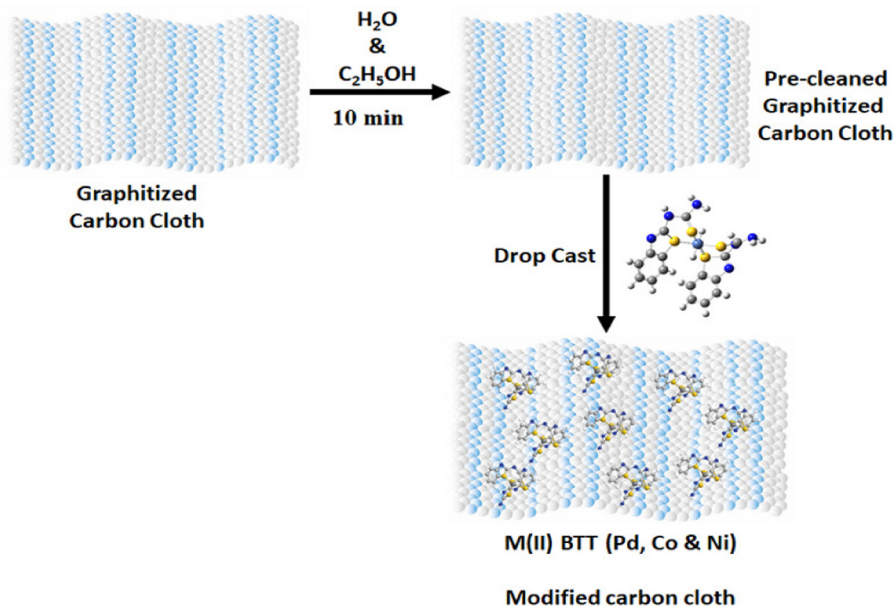 H₂O
&
C₂H₅OH
10 min
Graphitized
Carbon Cloth
Pre-cleaned
Graphitized
Carbon Cloth
Drop Cast
M(II) BTT (Pd, Co & Ni)
Modified carbon cloth